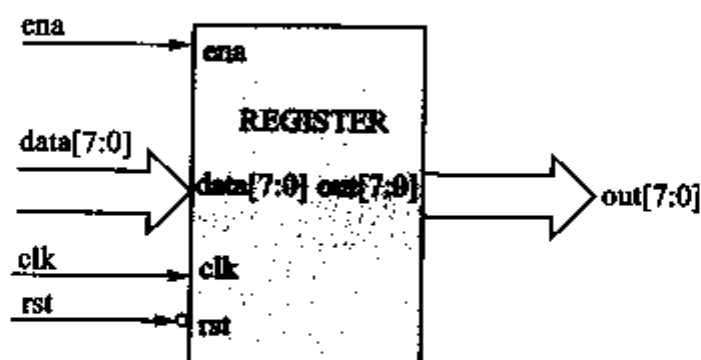 ena
ena
REGISTER
data[7:0]
data[7:0] out[7:0]
out[7:0]
clk
clk
rst
rst